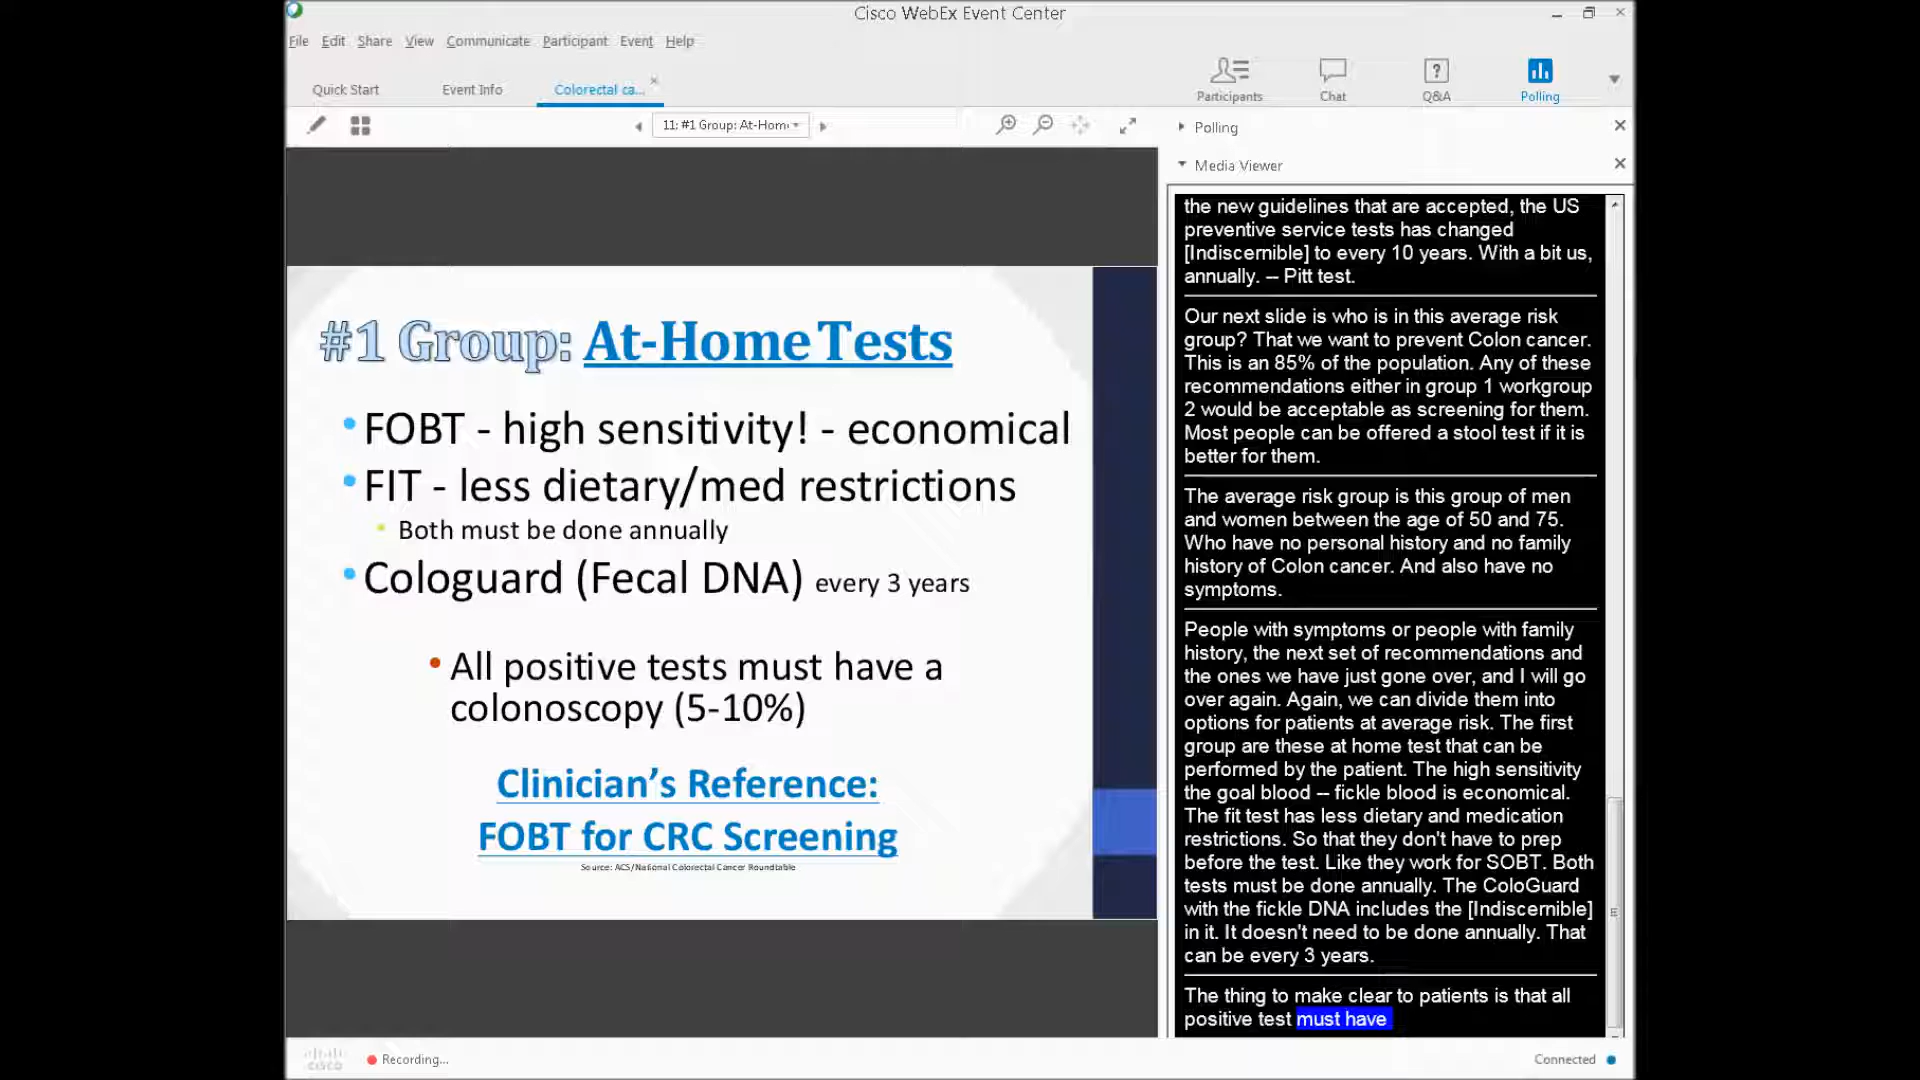 Cisco WebEx Event Center
File Edit Share View Communicate Participant Event Help
Quick Start Event Info Colorectal ca...
Participants Chat Q&A Polling
11: #1 Group: At-Hom
Polling
Media Viewer
#1 Group: At-Home Tests
• FOBT - high sensitivity! - economical
• FIT - less dietary/med restrictions
• Both must be done annually
• Cologuard (Fecal DNA) every 3 years
• All positive tests must have a
colonoscopy (5-10%)
Clinician's Reference:
FOBT for CRC Screening
Source: ACS/National Colorectal Cancer Roundtable
the new guidelines that are accepted, the US
preventive service tests has changed
[Indiscernible] to every 10 years. With a bit us,
annually. -- Pitt test.
Our next slide is who is in this average risk
group? That we want to prevent Colon cancer.
This is an 85% of the population. Any of these
recommendations either in group 1 workgroup
2 would be acceptable as screening for them.
Most people can be offered a stool test if it is
better for them.
The average risk group is this group of men
and women between the age of 50 and 75.
Who have no personal history and no family
history of Colon cancer. And also have no
symptoms.
People with symptoms or people with family
history, the next set of recommendations and
the ones we have just gone over, and I will go
over again. Again, we can divide them into
options for patients at average risk. The first
group are these at home test that can be
performed by the patient. The high sensitivity
the goal blood -- fickle blood is economical.
The fit test has less dietary and medication
restrictions. So that they don't have to prep
before the test. Like they work for SOBT. Both
tests must be done annually. The ColoGuard
with the fickle DNA includes the [Indiscernible]
in it. It doesn't need to be done annually. That
can be every 3 years.
The thing to make clear to patients is that all
positive test must have
cisco
Recording...
Connected